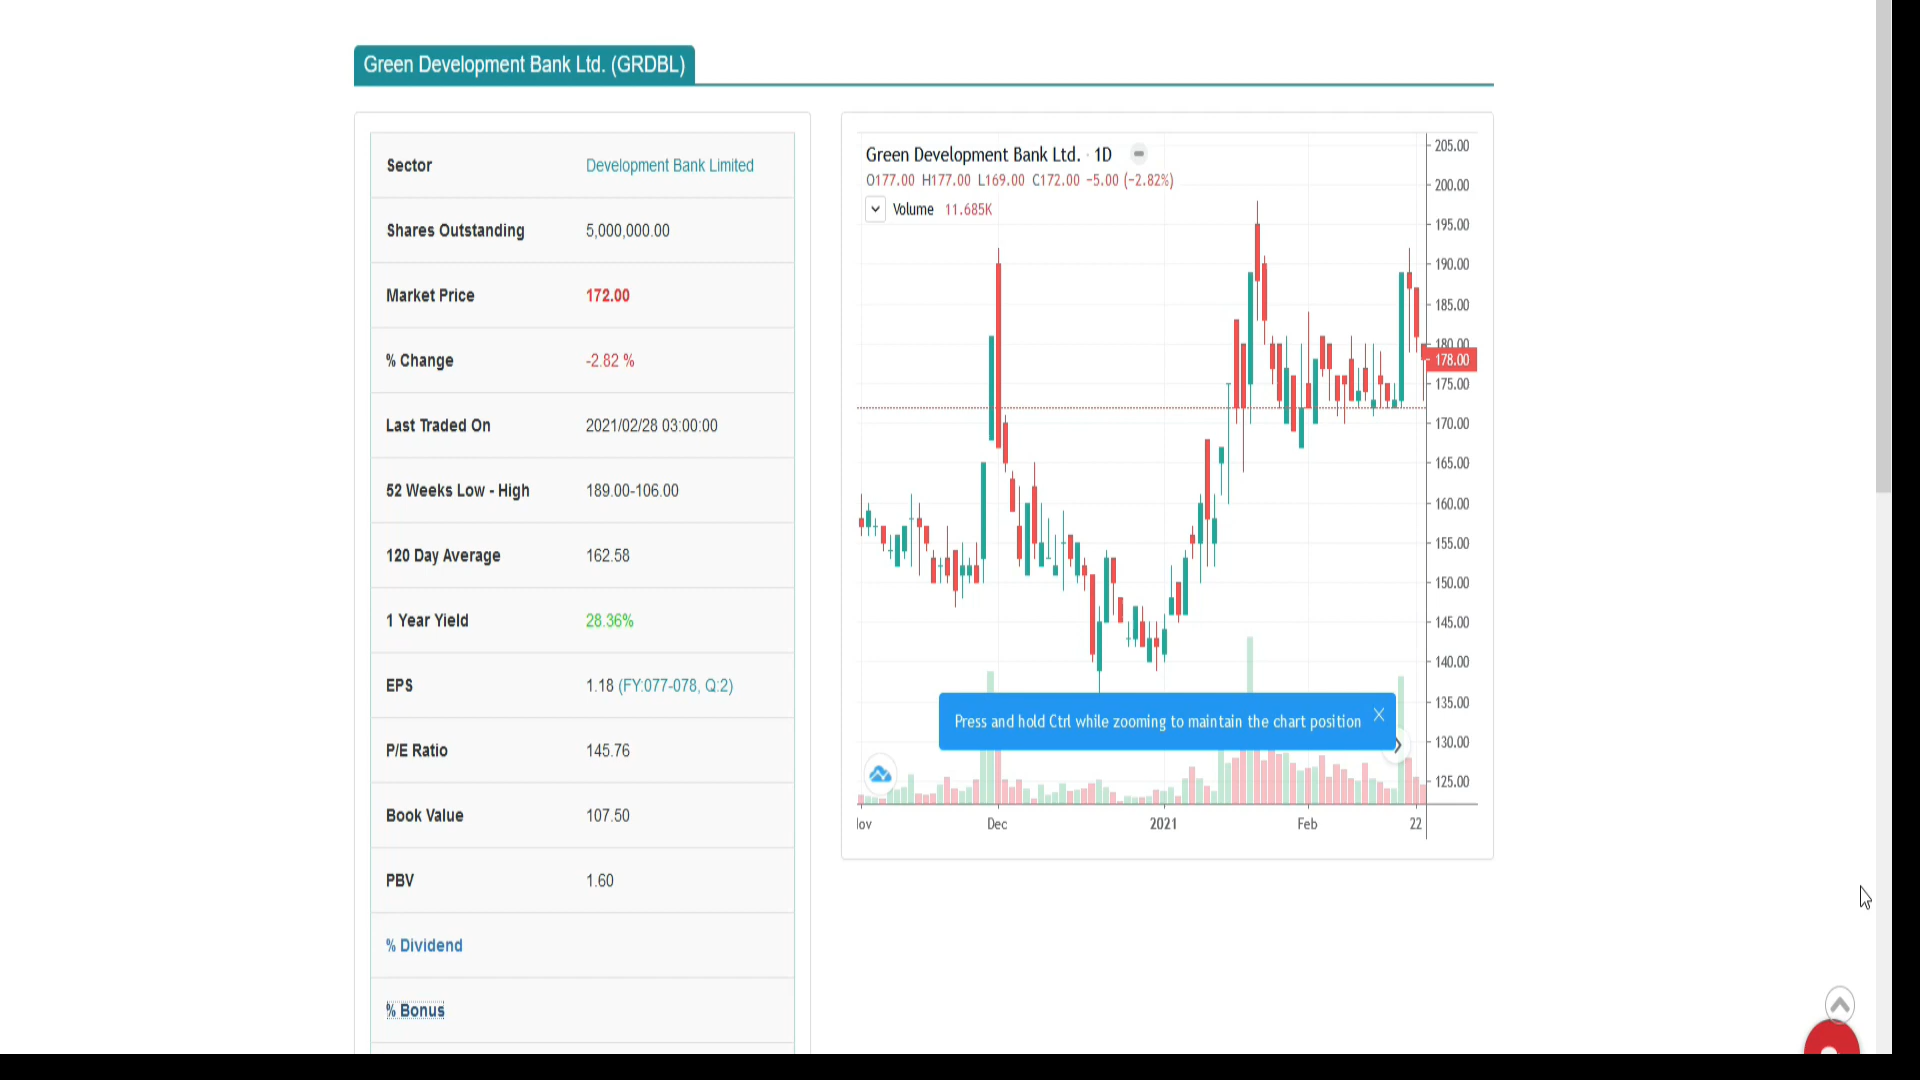 Green Development Bank Ltd. (GRDBL)
Sector Development Bank Limited
Shares Outstanding 5,000,000.00
Market Price 172.00
% Change -2.82 %
Last Traded On 2021/02/28 03:00:00
52 Weeks Low - High 189.00-106.00
120 Day Average 162.58
1 Year Yield 28.36%
EPS 1.18 (FY:077-078, Q:2)
P/E Ratio 145.76
Book Value 107.50
PBV 1.60
% Dividend
% Bonus
Green Development Bank Ltd. · 1D
O177.00 H177.00 L169.00 C172.00 −5.00 (−2.82%)
Volume 11.685K
205.00
200.00
195.00
190.00
185.00
180.00
178.00
175.00
170.00
165.00
160.00
155.00
150.00
145.00
140.00
135.00
130.00
125.00
Press and hold Ctrl while zooming to maintain the chart position
lov Dec 2021 Feb 22